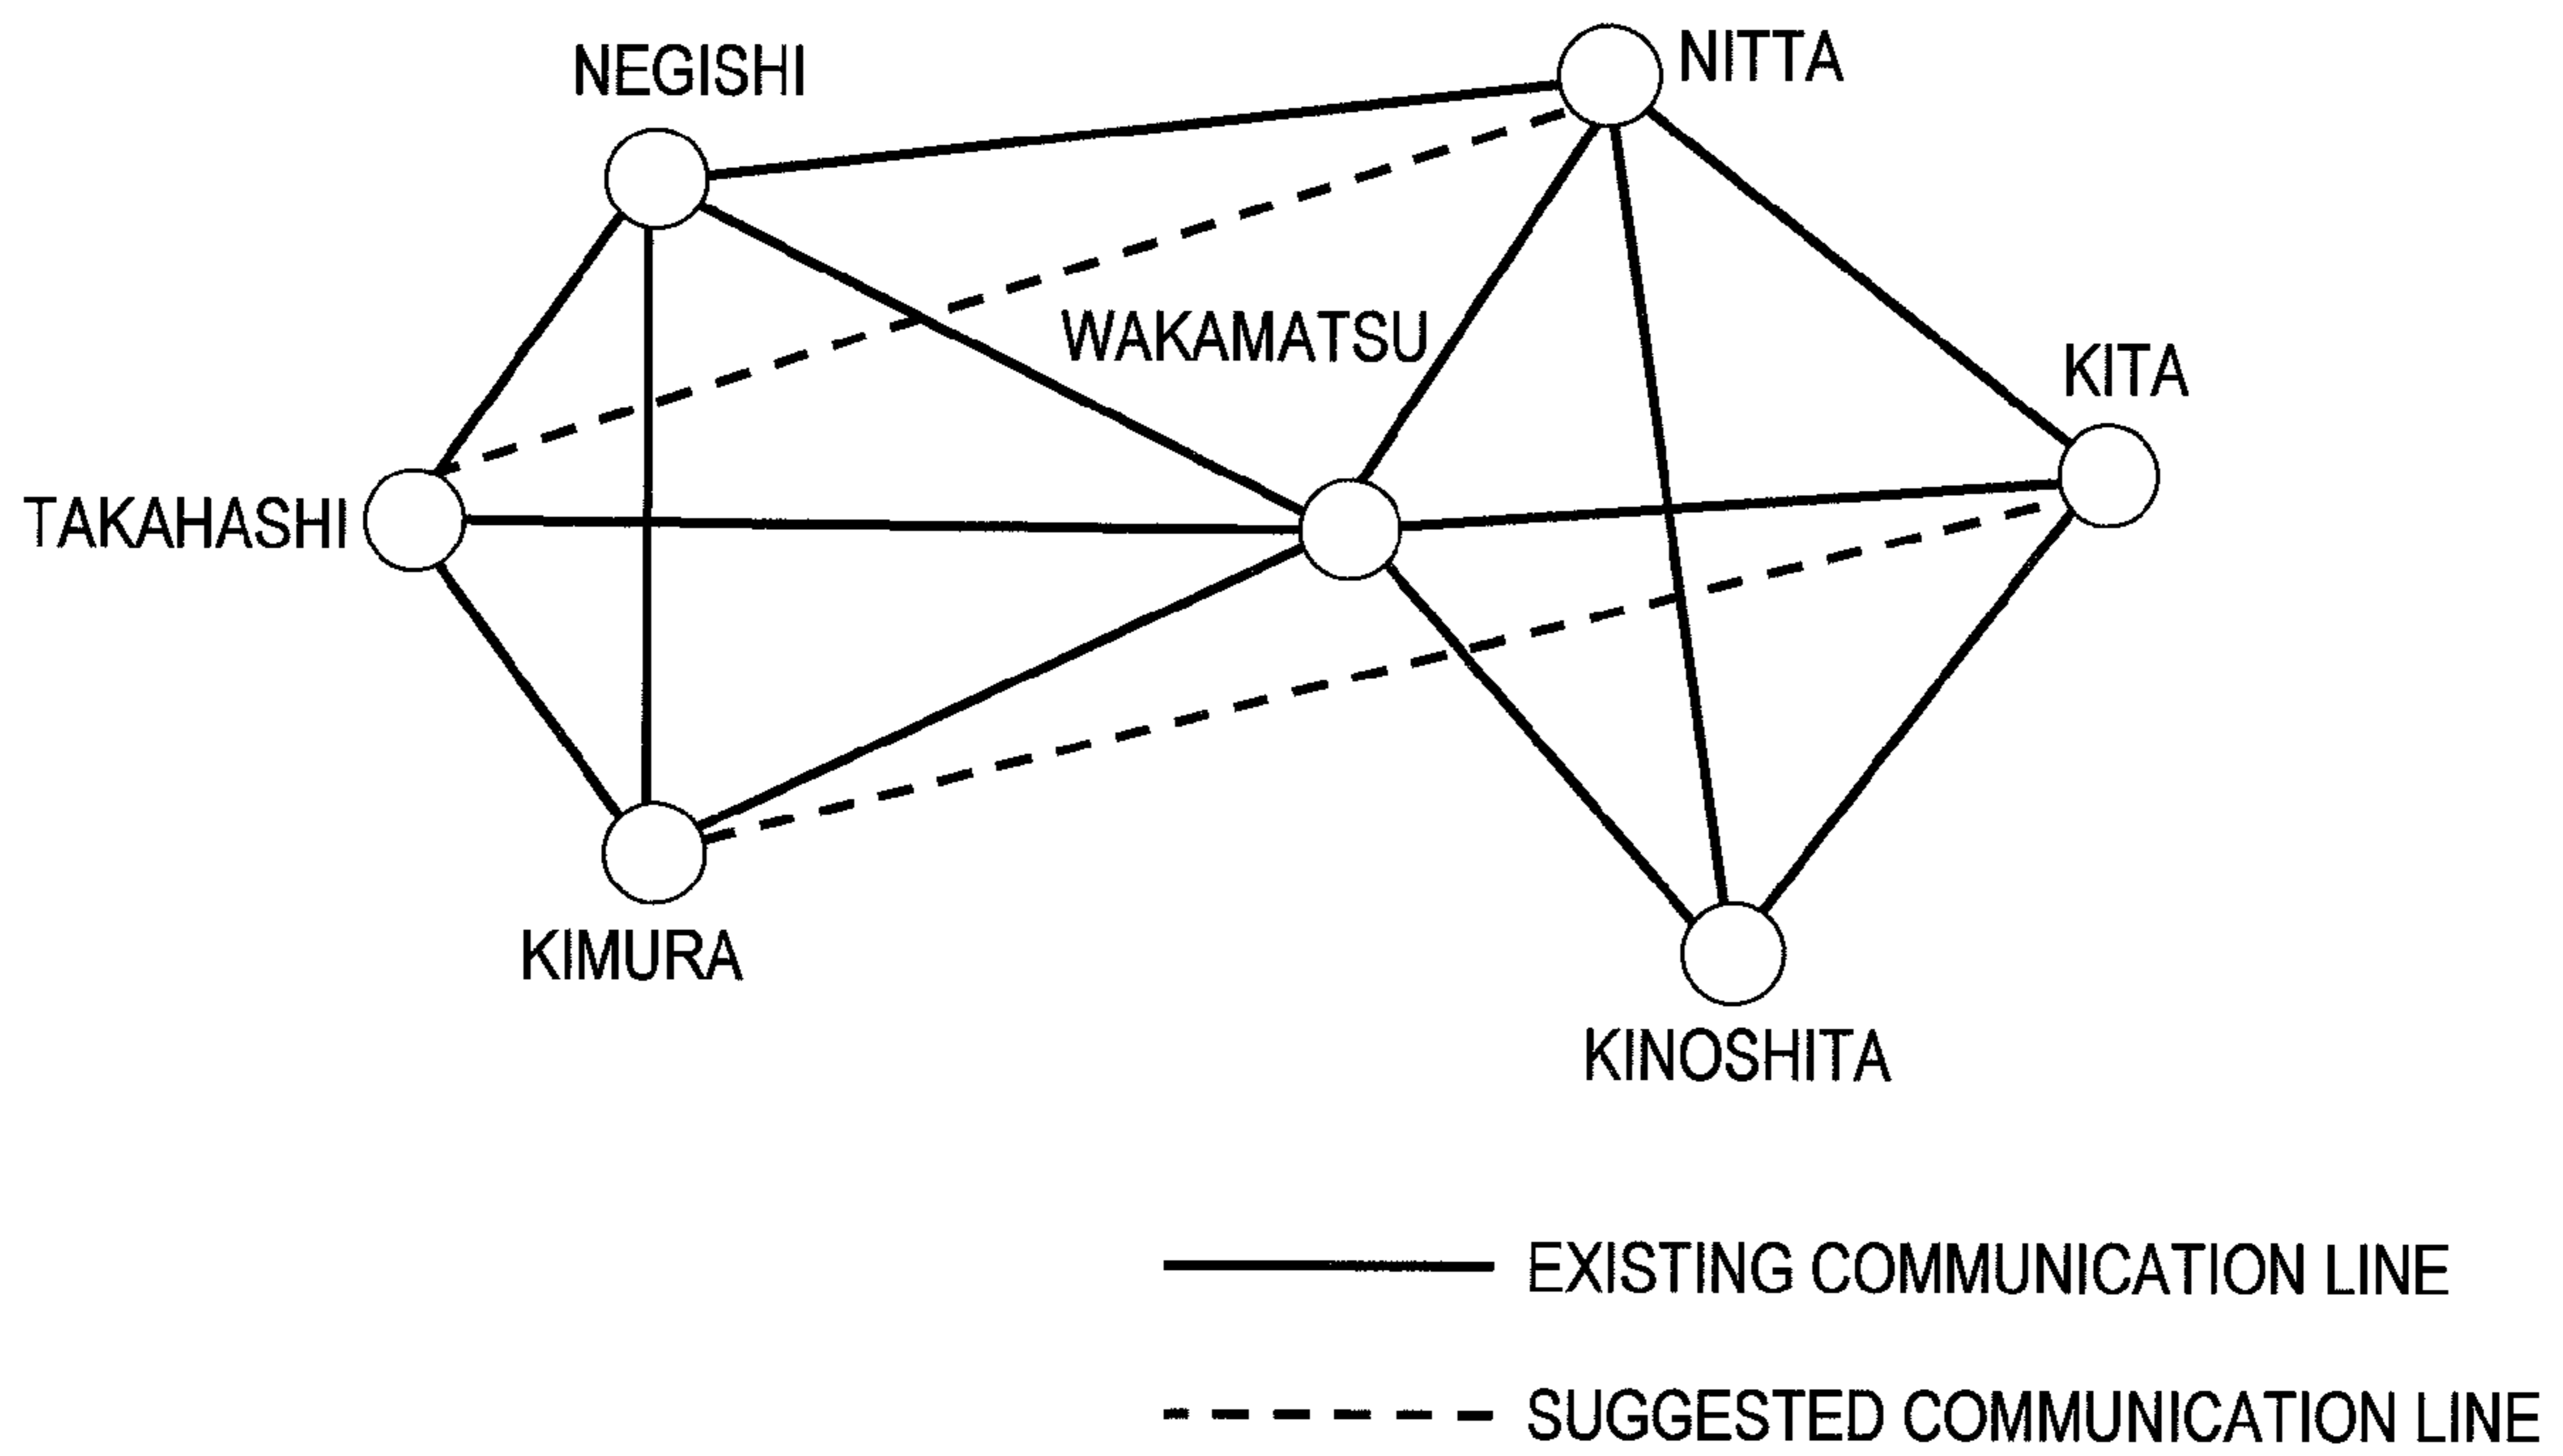 NEGISHI
NITTA
WAKAMATSU
KITA
TAKAHASHI
KIMURA
KINOSHITA
EXISTING COMMUNICATION LINE
SUGGESTED COMMUNICATION LINE